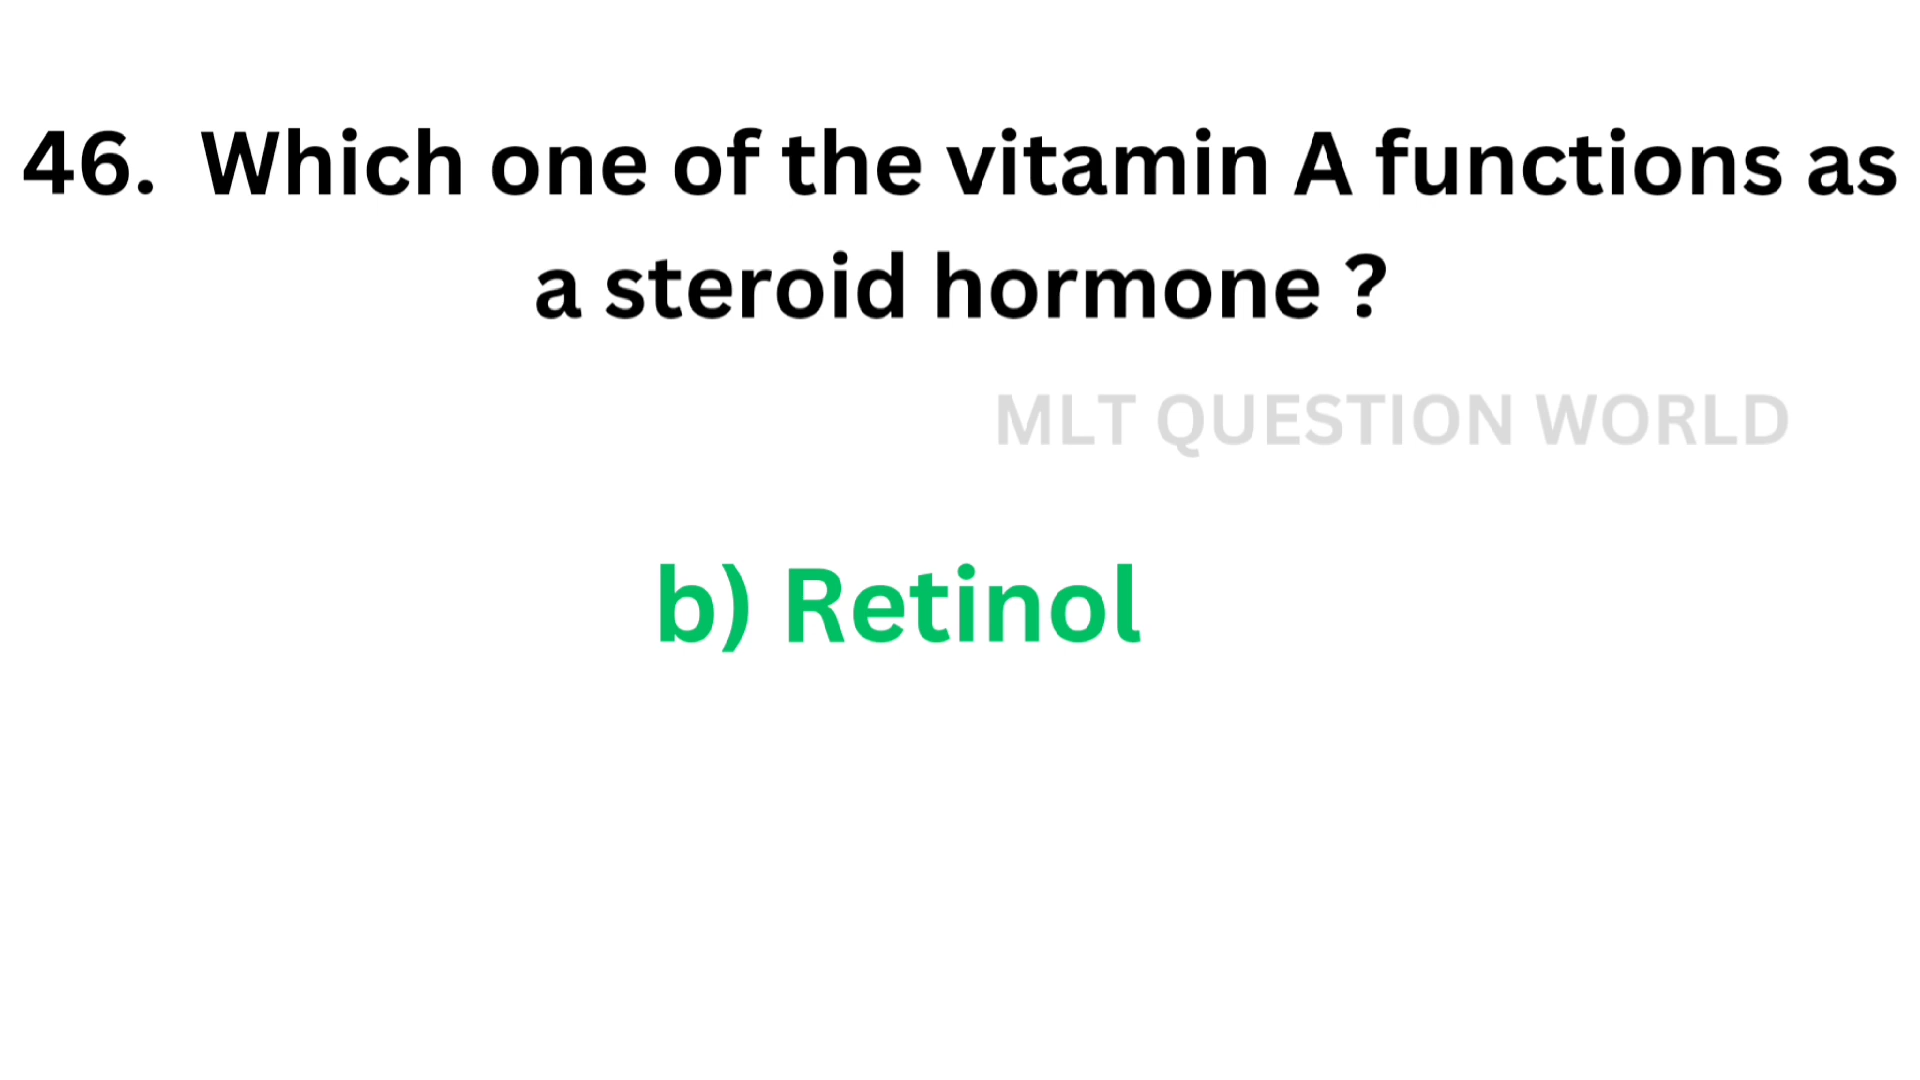 46. Which one of the vitamin A functions as
a steroid hormone ?
MLT QUESTION WORLD
b) Retinol